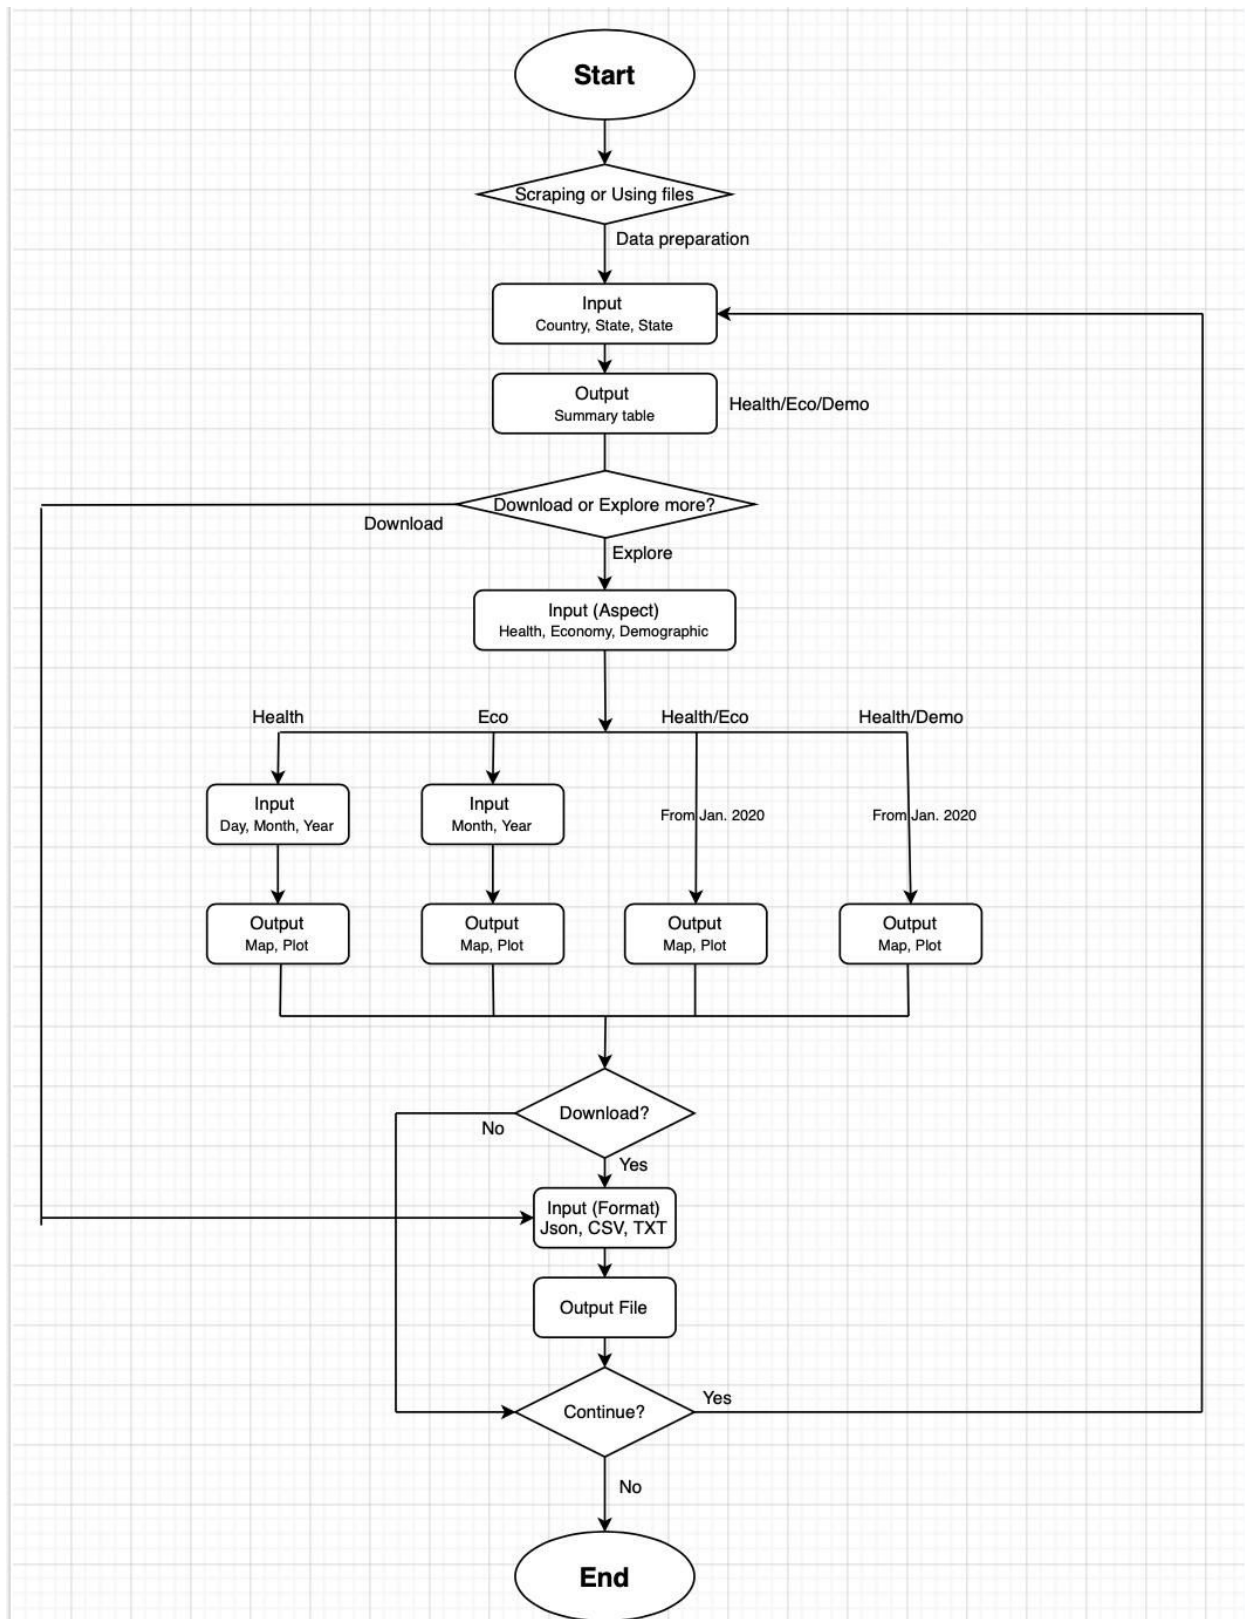 Start
Scraping or Using files
Data preparation
Input
Country, State, State
Output
Summary table
Health/Eco/Demo
Download or Explore more?
Download
Explore
Input (Aspect)
Health, Economy, Demographic
Health
Eco
Health/Eco
Health/Demo
Input
Day, Month, Year
Input
Month, Year
From Jan. 2020
From Jan. 2020
Output
Map, Plot
Output
Map, Plot
Output
Map, Plot
Output
Map, Plot
Download?
No
Yes
Input (Format)
Json, CSV, TXT
Output File
Continue?
Yes
No
End